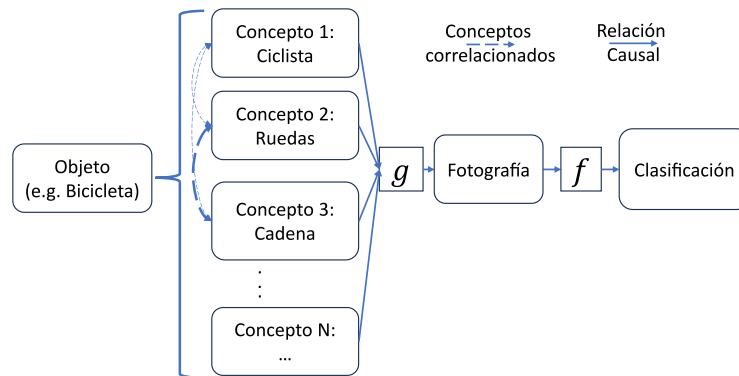 Concepto 1:
Ciclista
Conceptos
correlacionados
Relación
Causal
Concepto 2:
Ruedas
Objeto
(e.g. Bicicleta)
g
Fotografía
f
Clasificación
Concepto 3:
Cadena
Concepto N:
...